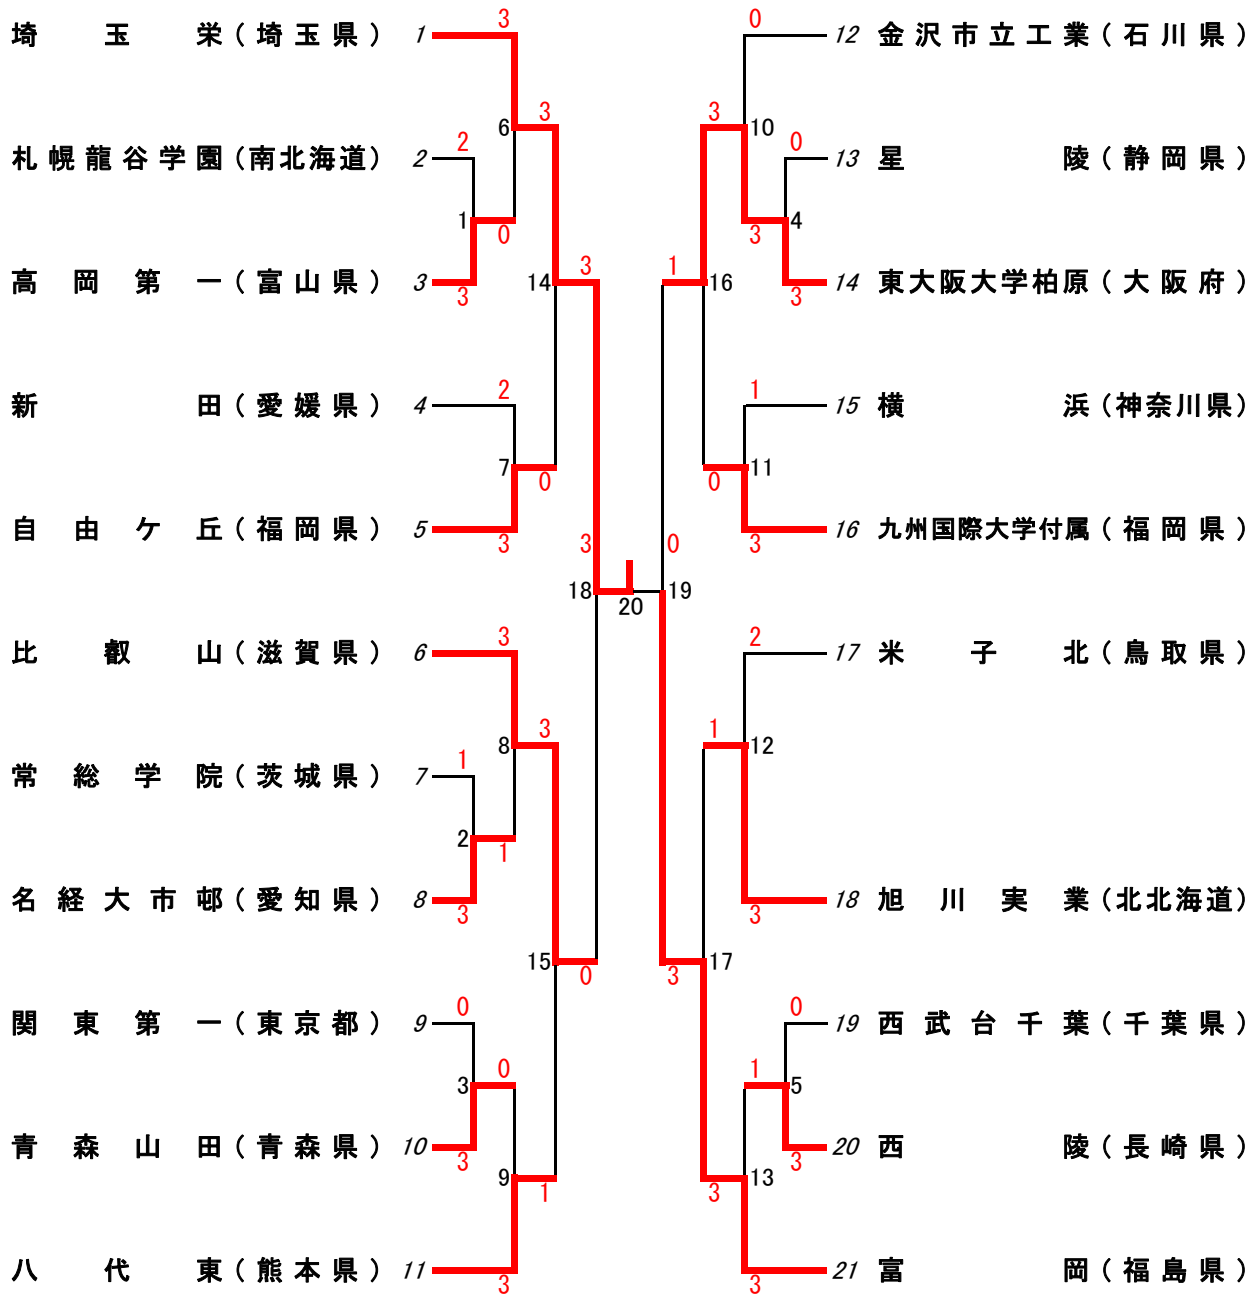 3
埼玉栄(埼玉県) 1
0
12 金沢市立工業(石川県)
3
3
6
10
2
0
札幌龍谷学園(南北海道) 2
13 星陵(静岡県)
1
4
0
3
高岡第一(富山県) 3
3
14
3
1
16
14 東大阪大学柏原(大阪府)
3
3
2
1
新田(愛媛県) 4
15 横浜(神奈川県)
7
11
0
0
自由ケ丘(福岡県) 5
16 九州国際大学付属(福岡県)
3
3
0
3
18
20
19
3
2
比叡山(滋賀県) 6
17 米子北(鳥取県)
3
1
8
12
1
常総学院(茨城県) 7
2
1
名経大市邨(愛知県) 8
18 旭川実業(北北海道)
3
3
15
17
0
3
0
0
関東第一(東京都) 9
19 西武台千葉(千葉県)
0
1
3
5
青森山田(青森県) 10
20 西陵(長崎県)
3
3
9
13
1
3
八代東(熊本県) 11
21 富岡(福島県)
3
3